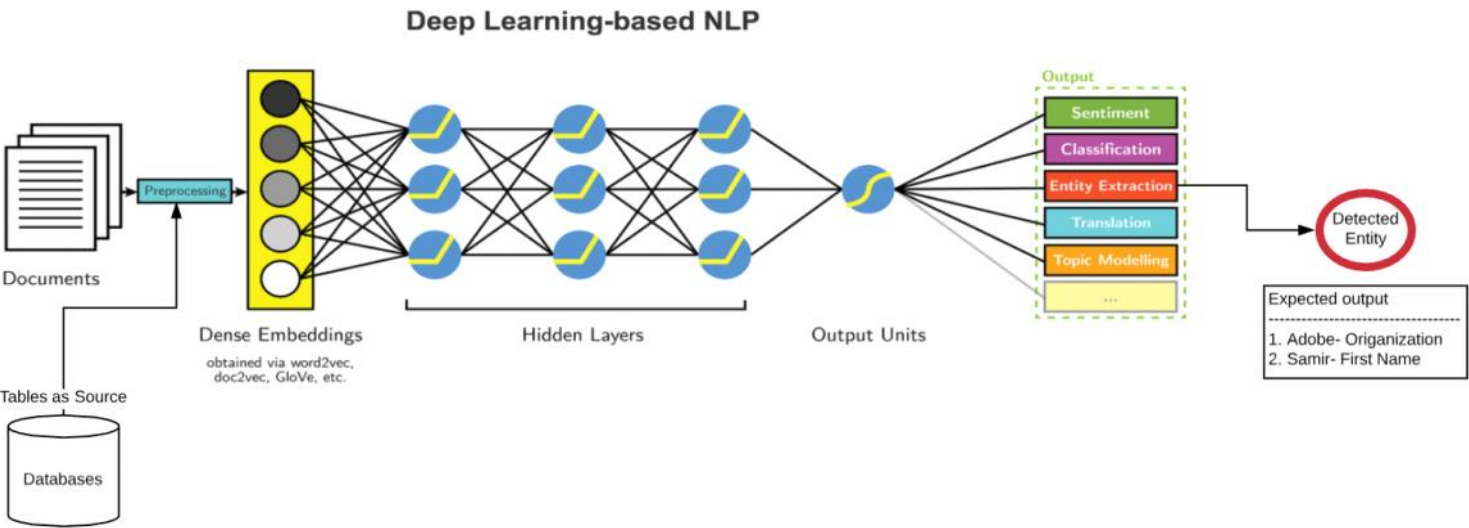 Deep Learning-based NLP
Documents
Preprocessing
Tables as Source
Databases
Dense Embeddings
obtained via word2vec,
doc2vec, GloVe, etc.
Hidden Layers
Output Units
Output
Sentiment
Classification
Entity Extraction
Translation
Topic Modelling
...
Detected
Entity
Expected output
--------------------------------------------
1. Adobe- Origanization
2. Samir- First Name